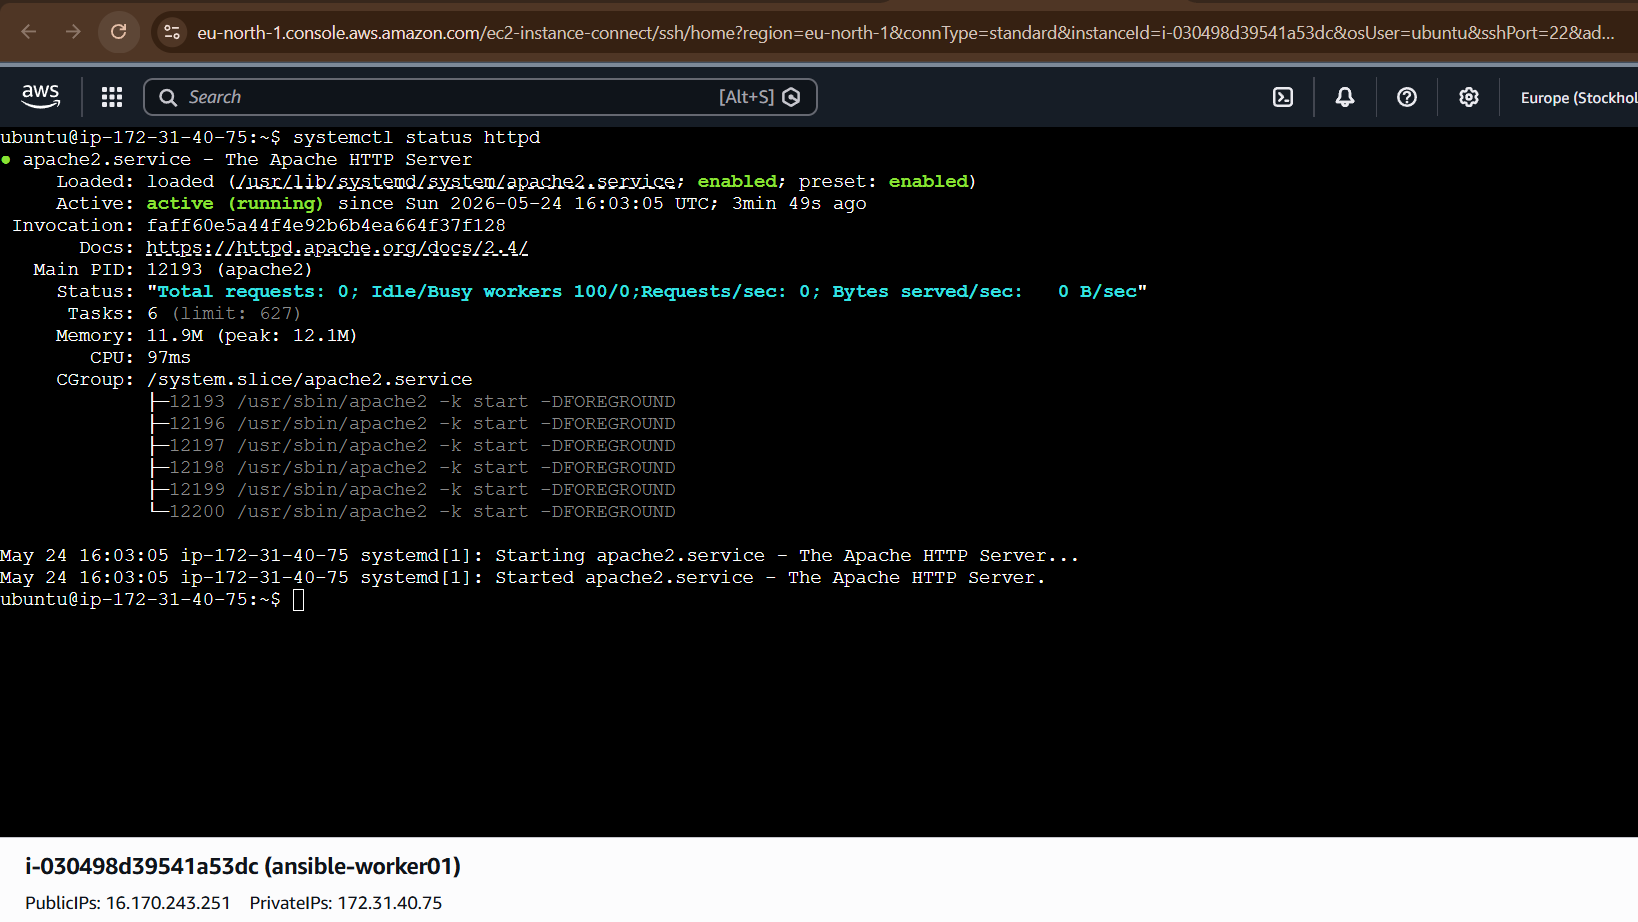 eu-north-1.console.aws.amazon.com/ec2-instance-connect/ssh/home?region=eu-north-1&connType=standard&instanceId=i-030498d39541a53dc&osUser=ubuntu&sshPort=22&ad...
aws Search [Alt+S] Europe (Stockhol
ubuntu@ip-172-31-40-75:~$ systemctl status httpd
● apache2.service - The Apache HTTP Server
Loaded: loaded (/usr/lib/systemd/system/apache2.service; enabled; preset: enabled)
Active: active (running) since Sun 2026-05-24 16:03:05 UTC; 3min 49s ago
Invocation: faff60e5a44f4e92b6b4ea664f37f128
Docs: https://httpd.apache.org/docs/2.4/
Main PID: 12193 (apache2)
Status: "Total requests: 0; Idle/Busy workers 100/0;Requests/sec: 0; Bytes served/sec:   0 B/sec"
Tasks: 6 (limit: 627)
Memory: 11.9M (peak: 12.1M)
CPU: 97ms
CGroup: /system.slice/apache2.service
├─12193 /usr/sbin/apache2 -k start -DFOREGROUND
├─12196 /usr/sbin/apache2 -k start -DFOREGROUND
├─12197 /usr/sbin/apache2 -k start -DFOREGROUND
├─12198 /usr/sbin/apache2 -k start -DFOREGROUND
├─12199 /usr/sbin/apache2 -k start -DFOREGROUND
└─12200 /usr/sbin/apache2 -k start -DFOREGROUND
May 24 16:03:05 ip-172-31-40-75 systemd[1]: Starting apache2.service - The Apache HTTP Server...
May 24 16:03:05 ip-172-31-40-75 systemd[1]: Started apache2.service - The Apache HTTP Server.
ubuntu@ip-172-31-40-75:~$
i-030498d39541a53dc (ansible-worker01)
PublicIPs: 16.170.243.251 PrivateIPs: 172.31.40.75